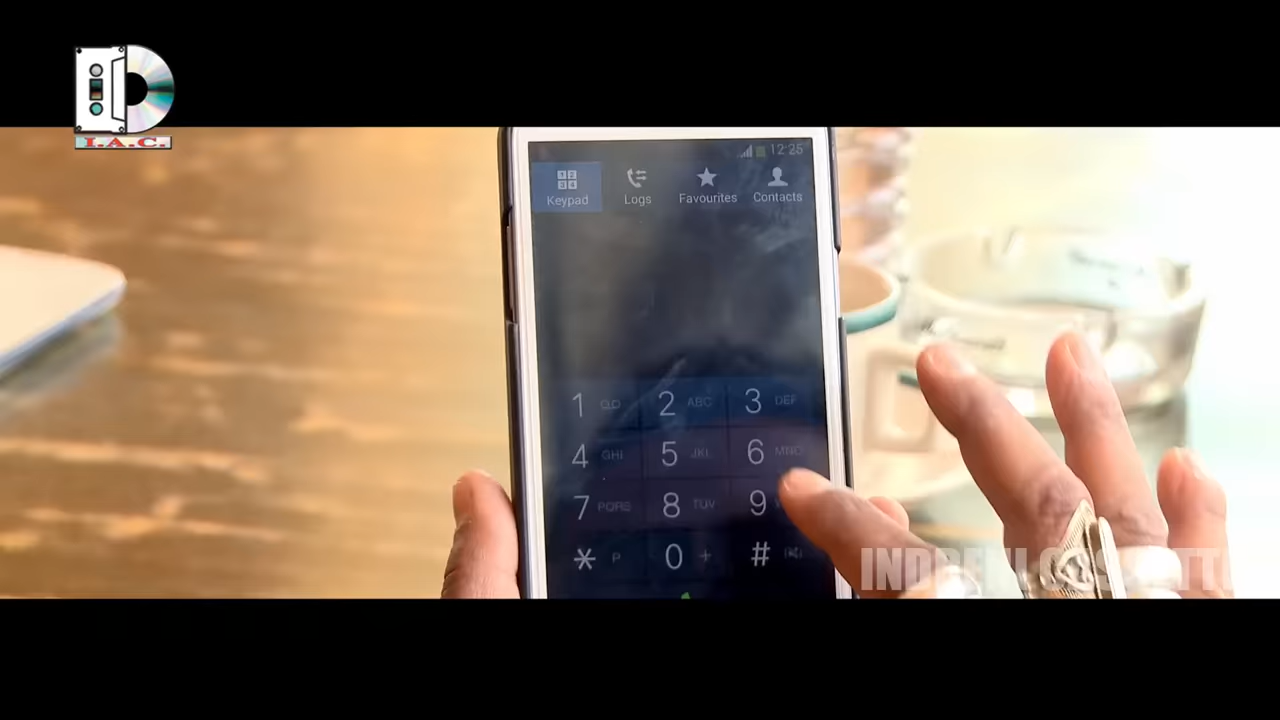 I.A.C.
12:25
Keypad Logs Favourites Contacts
1 2 ABC 3 DEF
4 GHI 5 JKL 6 MNO
7 PQRS 8 TUV 9
* P 0 + #